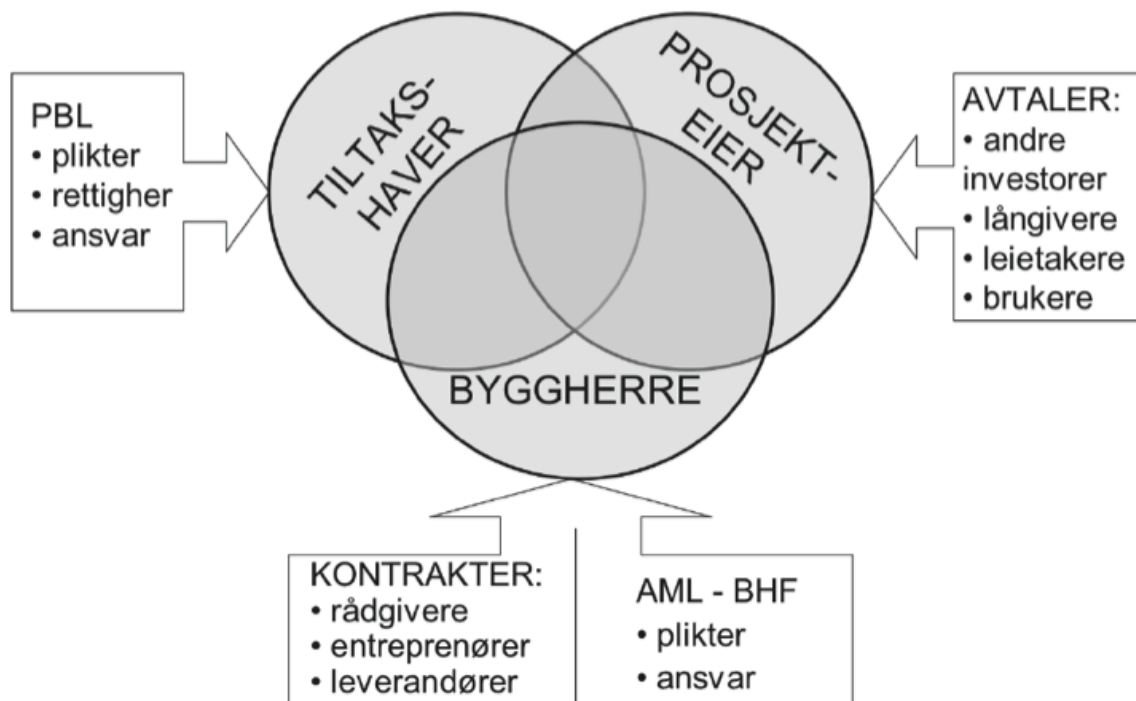 PBL
• plikter
• rettigher
• ansvar
TILTAKS-
HAVER
PROSJEKT-
EIER
BYGGHERRE
AVTALER:
• andre
investorer
• långivere
• leietakere
• brukere
KONTRAKTER:
• rådgivere
• entreprenører
• leverandører
AML - BHF
• plikter
• ansvar